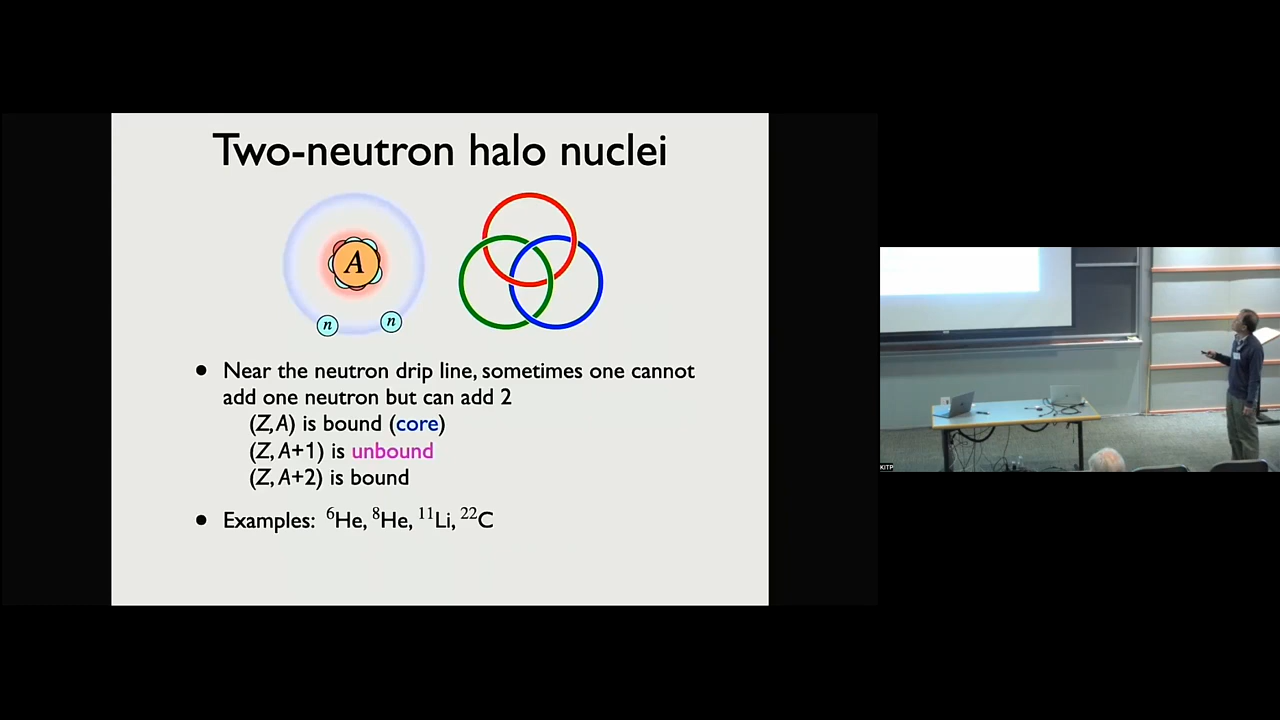 Two-neutron halo nuclei
A
n
n
● Near the neutron drip line, sometimes one cannot
add one neutron but can add 2
(Z, A) is bound (core)
(Z, A+1) is unbound
(Z, A+2) is bound
● Examples: ⁶He, ⁸He, ¹¹Li, ²²C
KITP